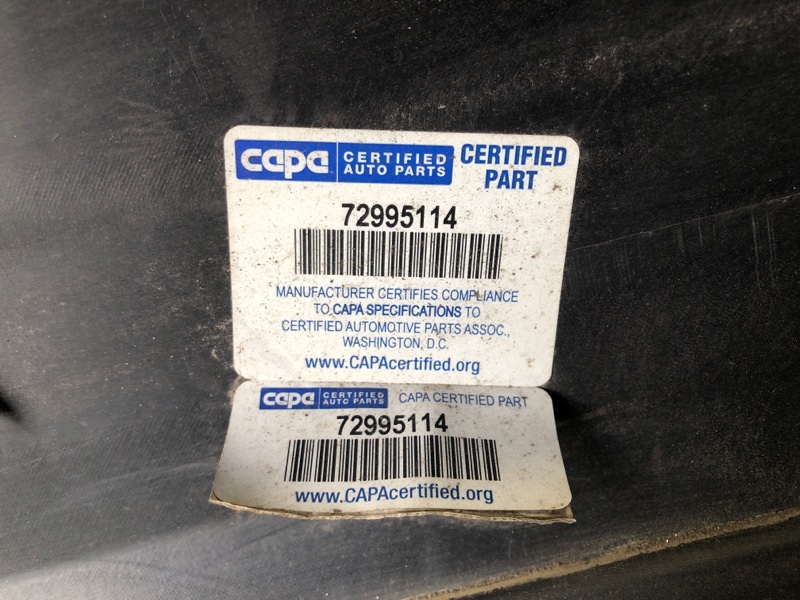 capa CERTIFIED AUTO PARTS CERTIFIED PART
72995114
MANUFACTURER CERTIFIES COMPLIANCE
TO CAPA SPECIFICATIONS TO
CERTIFIED AUTOMOTIVE PARTS ASSOC.,
WASHINGTON, D.C.
www.CAPAcertified.org
capa CERTIFIED AUTO PARTS CAPA CERTIFIED PART
72995114
www.CAPAcertified.org